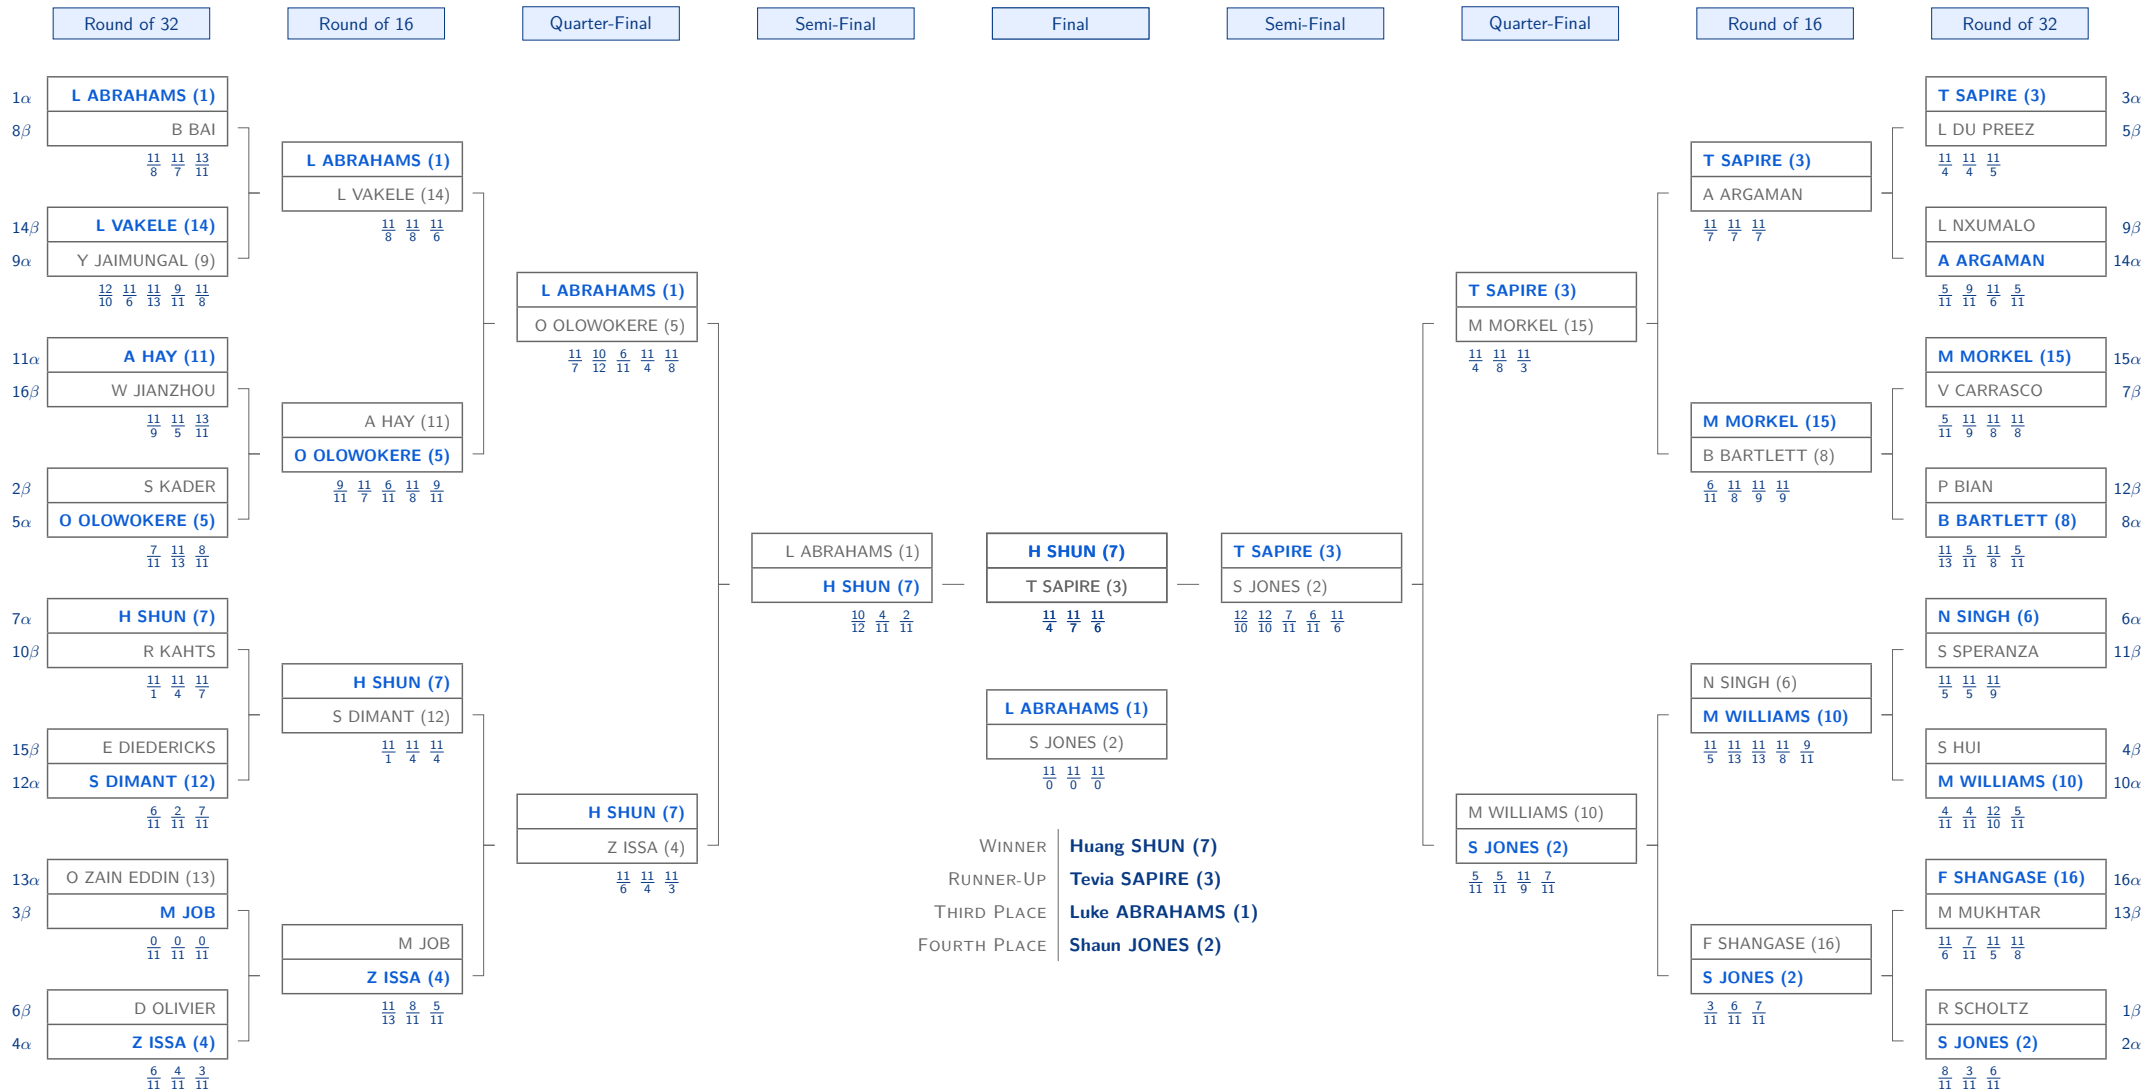 Round of 32 Round of 16 Quarter-Final Semi-Final Final Semi-Final Quarter-Final Round of 16 Round of 32
1α L ABRAHAMS (1)
8β B BAI
11/8 11/7 13/11
14β L VAKELE (14)
9α Y JAIMUNGAL (9)
12/10 11/6 11/13 9/11 11/8
11α A HAY (11)
16β W JIANZHOU
11/9 11/5 13/11
2β S KADER
5α O OLOWOKERE (5)
7/11 11/13 8/11
7α H SHUN (7)
10β R KAHTS
11/1 11/4 11/7
15β E DIEDERICKS
12α S DIMANT (12)
6/11 2/11 7/11
13α O ZAIN EDDIN (13)
3β M JOB
0/11 0/11 0/11
6β D OLIVIER
4α Z ISSA (4)
6/11 4/11 3/11
L ABRAHAMS (1)
L VAKELE (14)
11/8 11/8 11/6
A HAY (11)
O OLOWOKERE (5)
9/11 11/7 6/11 11/8 9/11
H SHUN (7)
S DIMANT (12)
11/1 11/4 11/4
M JOB
Z ISSA (4)
11/13 8/11 5/11
L ABRAHAMS (1)
O OLOWOKERE (5)
11/7 10/12 6/11 11/4 11/8
H SHUN (7)
Z ISSA (4)
11/6 11/4 11/3
L ABRAHAMS (1)
H SHUN (7)
10/12 4/11 2/11
H SHUN (7)
T SAPIRE (3)
11/4 11/7 11/6
L ABRAHAMS (1)
S JONES (2)
11/0 11/0 11/0
WINNER Huang SHUN (7)
RUNNER-UP Tevia SAPIRE (3)
THIRD PLACE Luke ABRAHAMS (1)
FOURTH PLACE Shaun JONES (2)
T SAPIRE (3)
S JONES (2)
12/10 12/10 7/11 6/11 11/6
T SAPIRE (3)
M MORKEL (15)
11/4 11/8 11/3
M WILLIAMS (10)
S JONES (2)
5/11 5/11 11/9 7/11
T SAPIRE (3)
A ARGAMAN
11/7 11/7 11/7
M MORKEL (15)
B BARTLETT (8)
6/11 11/8 11/9 11/9
N SINGH (6)
M WILLIAMS (10)
11/5 11/13 11/13 11/8 9/11
F SHANGASE (16)
S JONES (2)
3/11 6/11 7/11
T SAPIRE (3) 3α
L DU PREEZ 5β
11/4 11/4 11/5
L NXUMALO 9β
A ARGAMAN 14α
5/11 9/11 11/6 5/11
M MORKEL (15) 15α
V CARRASCO 7β
5/11 11/9 11/8 11/8
P BIAN 12β
B BARTLETT (8) 8α
11/13 5/11 11/8 5/11
N SINGH (6) 6α
S SPERANZA 11β
11/5 11/5 11/9
S HUI 4β
M WILLIAMS (10) 10α
4/11 4/11 12/10 5/11
F SHANGASE (16) 16α
M MUKHTAR 13β
11/6 7/11 11/5 11/8
R SCHOLTZ 1β
S JONES (2) 2α
8/11 3/11 6/11